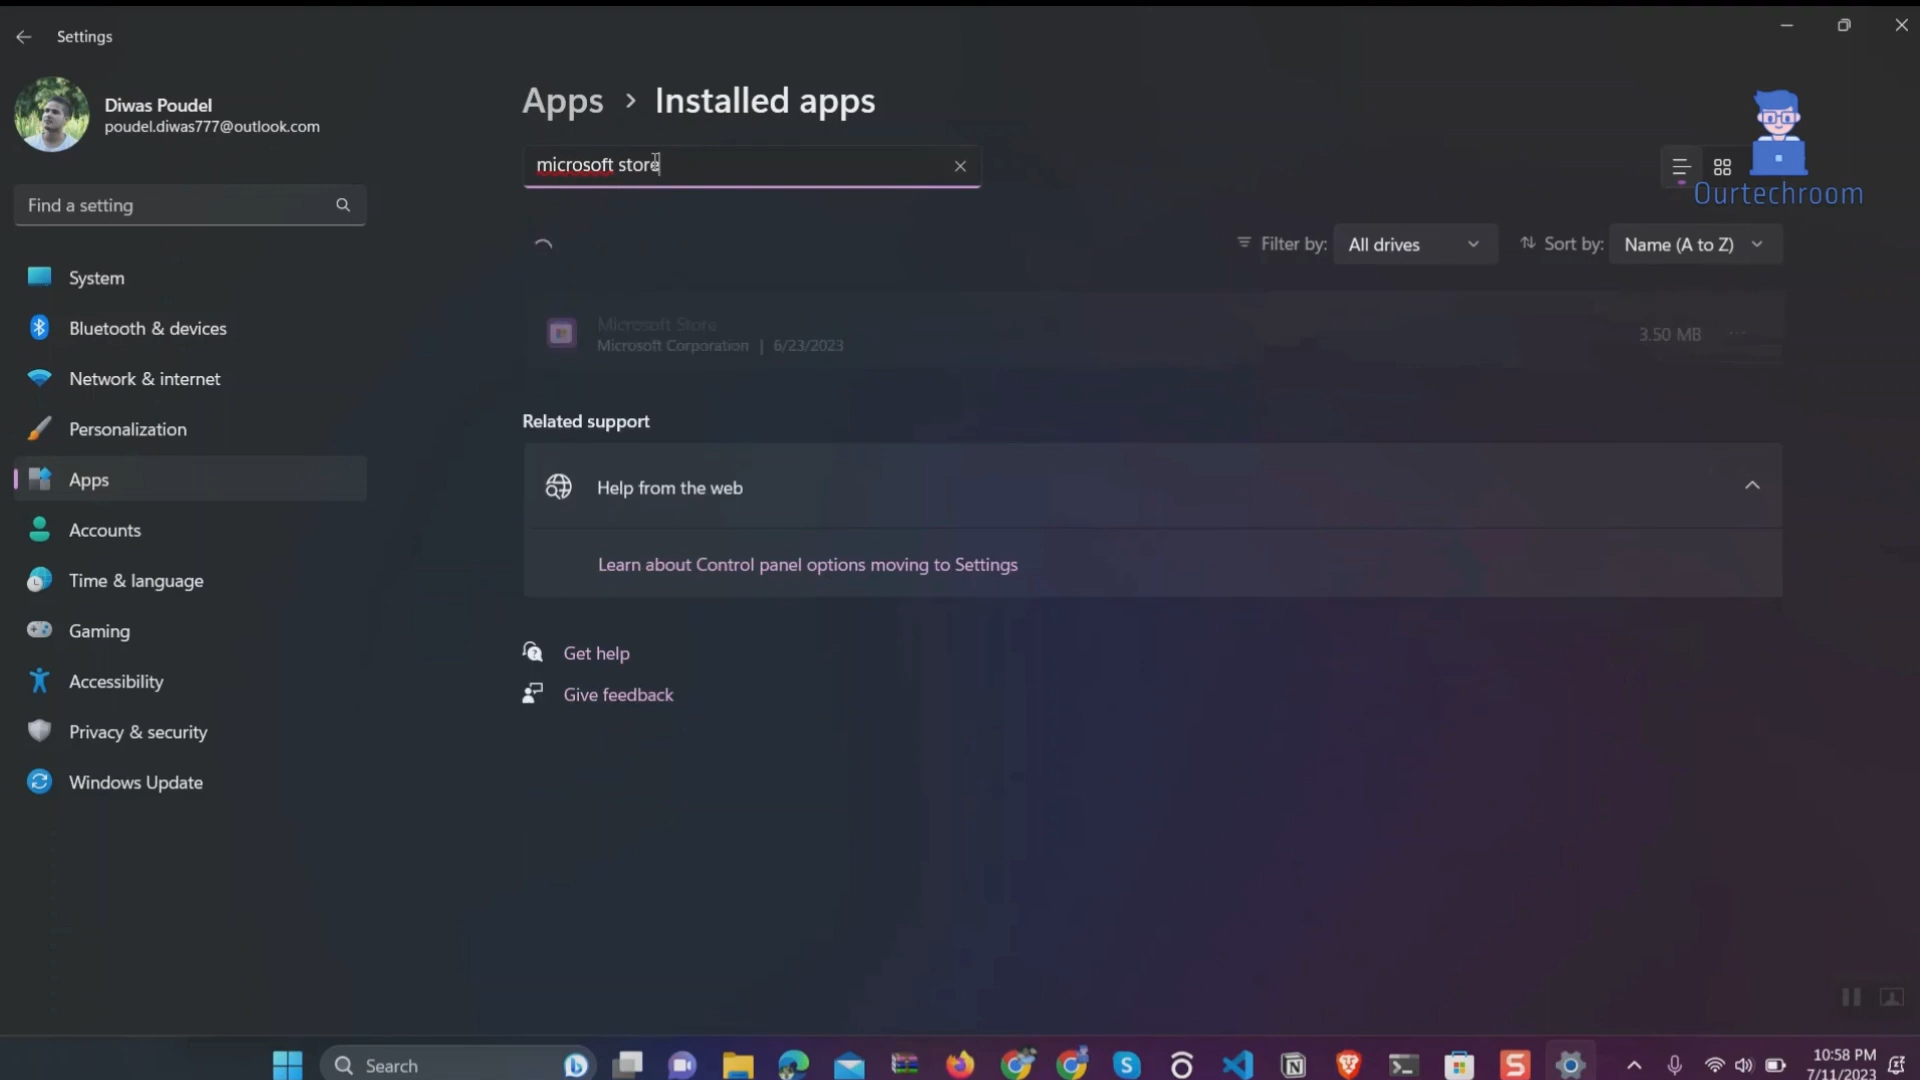 Settings
Diwas Poudel
poudel.diwas777@outlook.com
Find a setting
System
Bluetooth & devices
Network & internet
Personalization
Apps
Accounts
Time & language
Gaming
Accessibility
Privacy & security
Windows Update
Apps > Installed apps
microsoft store
Ourtechroom
Filter by: All drives
Sort by: Name (A to Z)
Microsoft Store
Microsoft Corporation | 6/23/2023
3.50 MB
Related support
Help from the web
Learn about Control panel options moving to Settings
Get help
Give feedback
Search
10:58 PM
7/11/2023